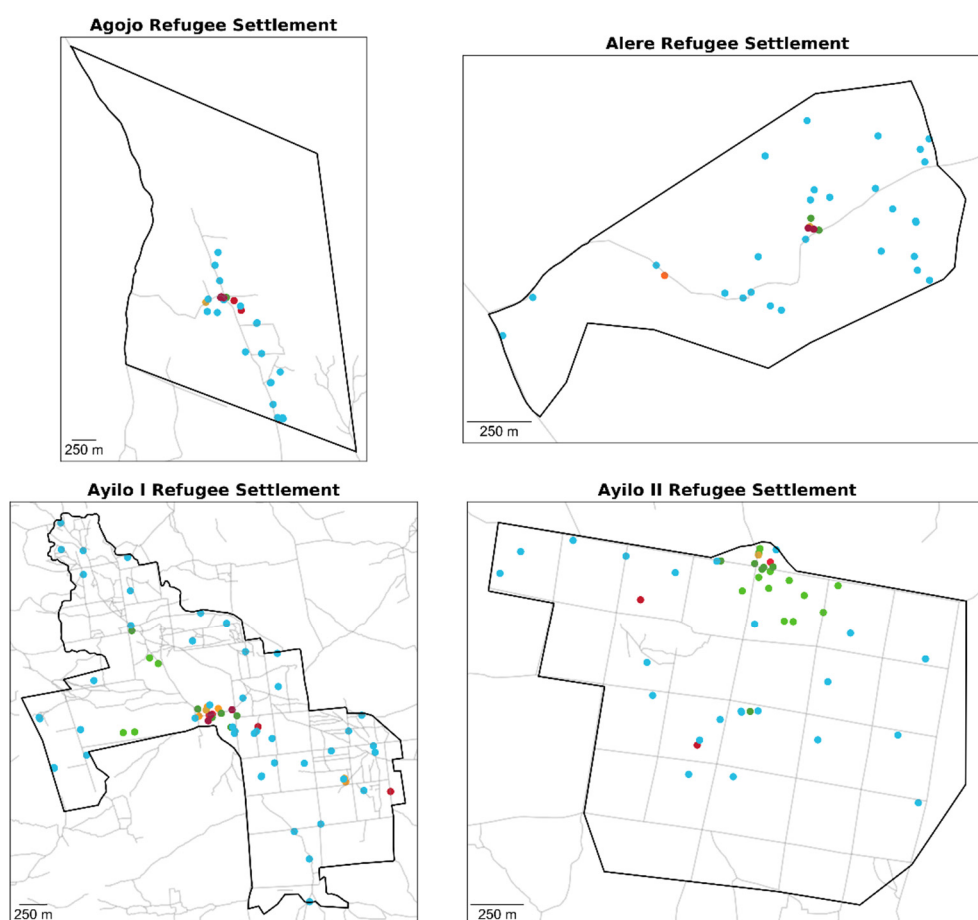 Agojo Refugee Settlement
Alere Refugee Settlement
250 m
250 m
Ayilo I Refugee Settlement
Ayilo II Refugee Settlement
250 m
250 m